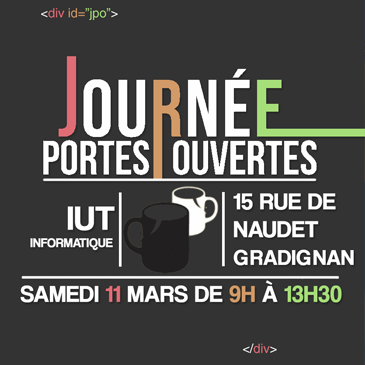 <div id="jpo">
JOURNÉE
PORTES OUVERTES
IUT
INFORMATIQUE
15 RUE DE
NAUDET
GRADIGNAN
SAMEDI 11 MARS DE 9H À 13H30
</div>